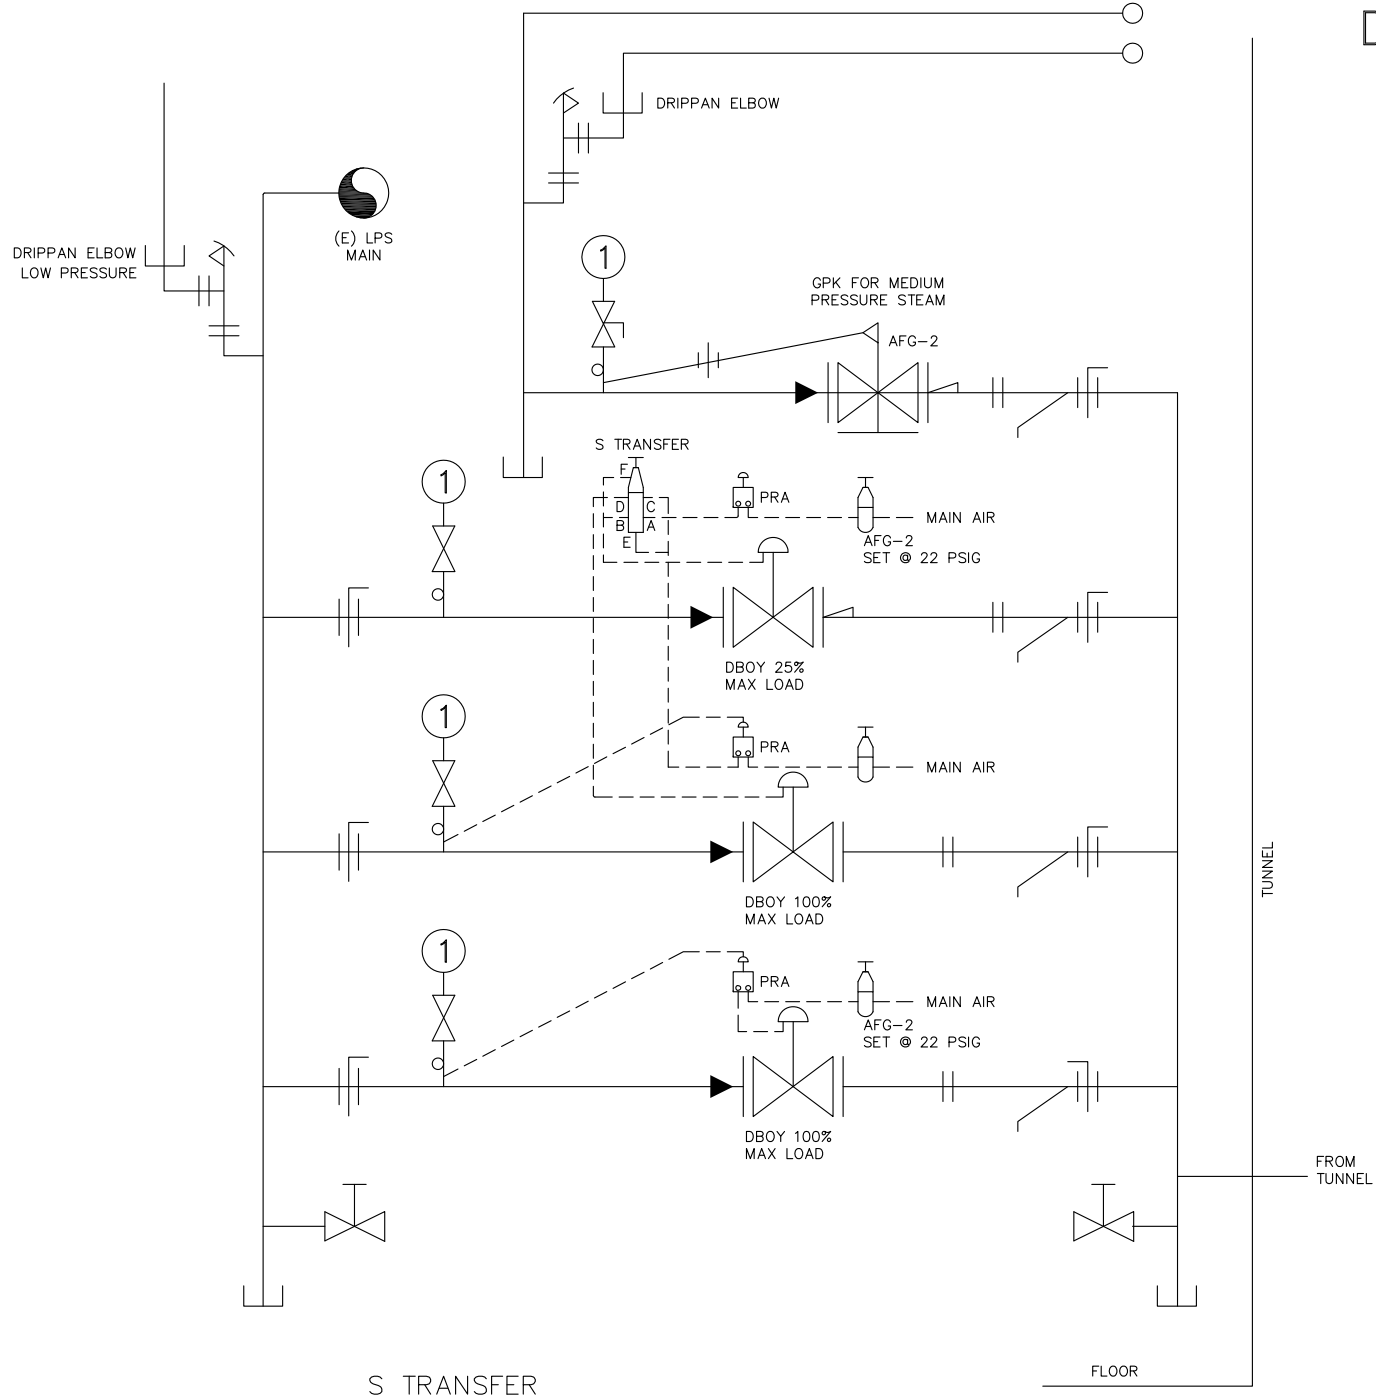 DRIPPAN ELBOW
(E) LPS
MAIN
DRIPPAN ELBOW
LOW PRESSURE
1
GPK FOR MEDIUM
PRESSURE STEAM
AFG-2
S TRANSFER
F
D C
B A
E
PRA
MAIN AIR
AFG-2
SET @ 22 PSIG
1
DBOY 25%
MAX LOAD
1
PRA
MAIN AIR
DBOY 100%
MAX LOAD
TUNNEL
1
PRA
MAIN AIR
AFG-2
SET @ 22 PSIG
DBOY 100%
MAX LOAD
FROM
TUNNEL
FLOOR
S TRANSFER